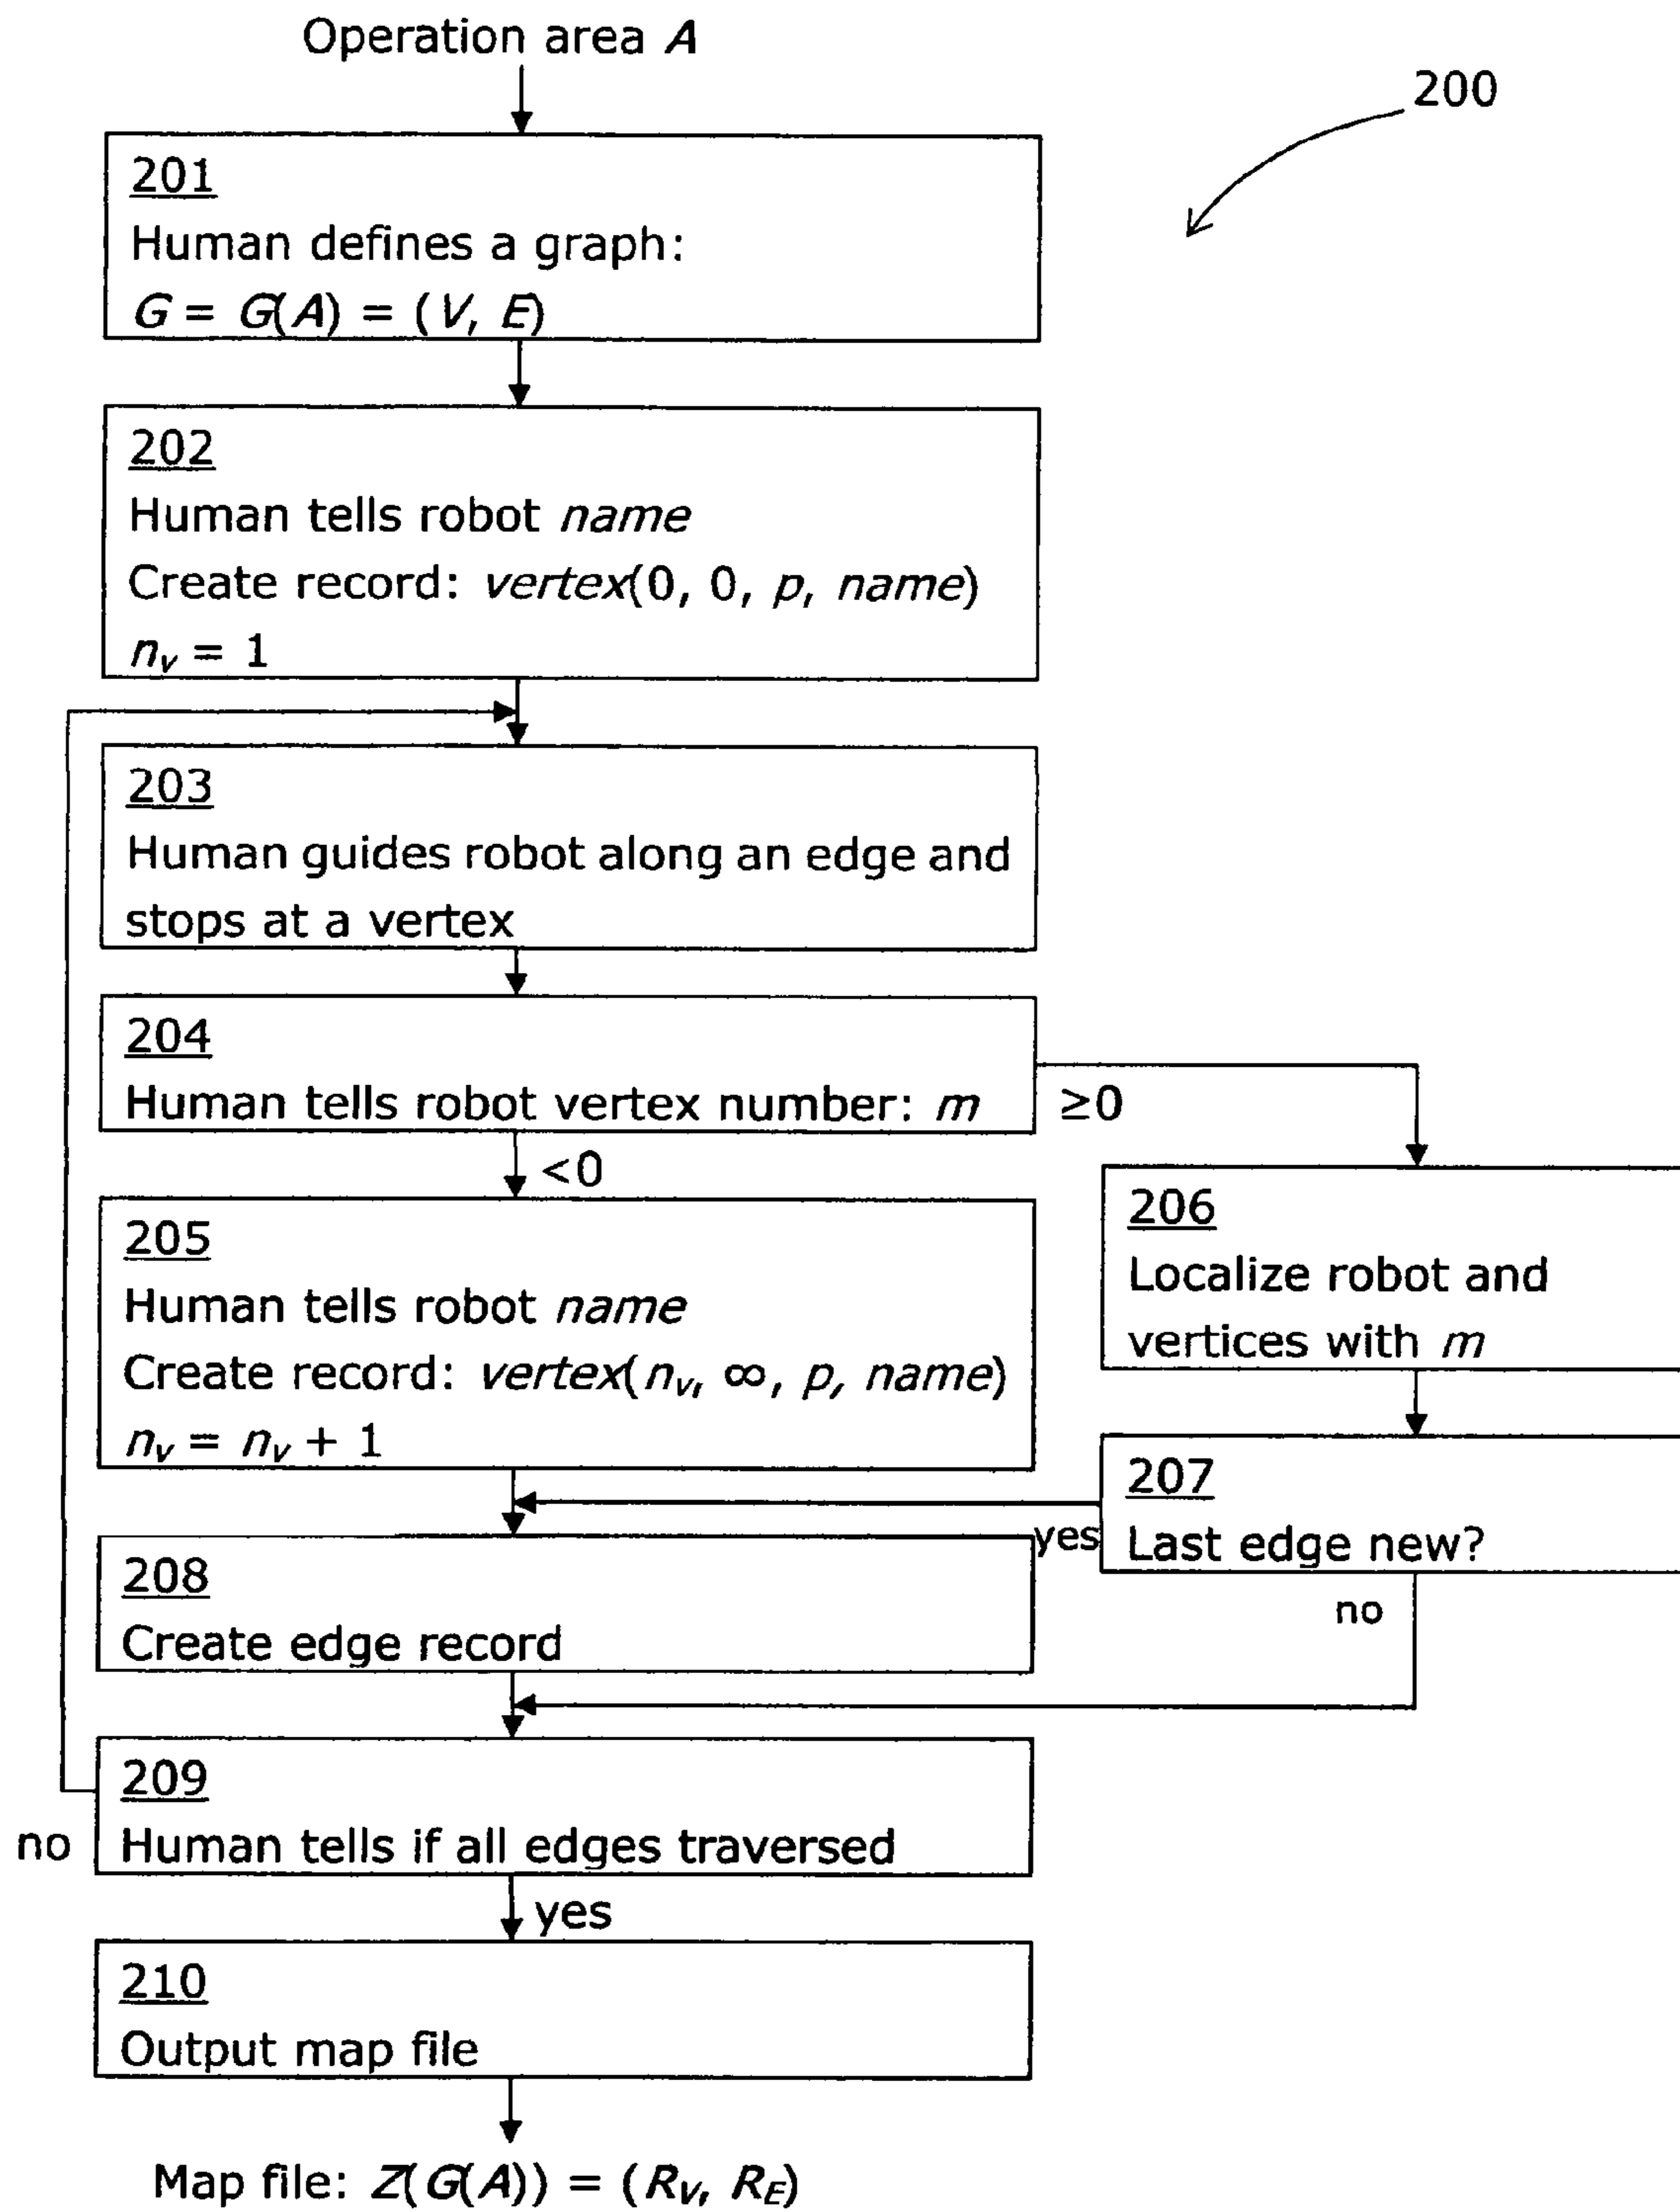 Operation area A
200
201
Human defines a graph:
G = G(A) = (V, E)
202
Human tells robot name
Create record: vertex(0, 0, p, name)
nᵥ = 1
203
Human guides robot along an edge and
stops at a vertex
204
Human tells robot vertex number: m
≥0
<0
205
Human tells robot name
Create record: vertex(nᵥ, ∞, p, name)
nᵥ = nᵥ + 1
206
Localize robot and
vertices with m
207
Last edge new?
yes
no
208
Create edge record
209
Human tells if all edges traversed
no
yes
210
Output map file
Map file: Z(G(A)) = (R_V, R_E)